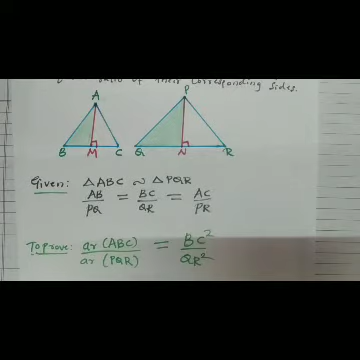 ratio of their corresponding sides.
A
P
B M C Q N R
Given: △ABC ~ △PQR
AB/PQ = BC/QR = AC/PR
To prove: ar (ABC)/ar (PQR) = BC²/QR²